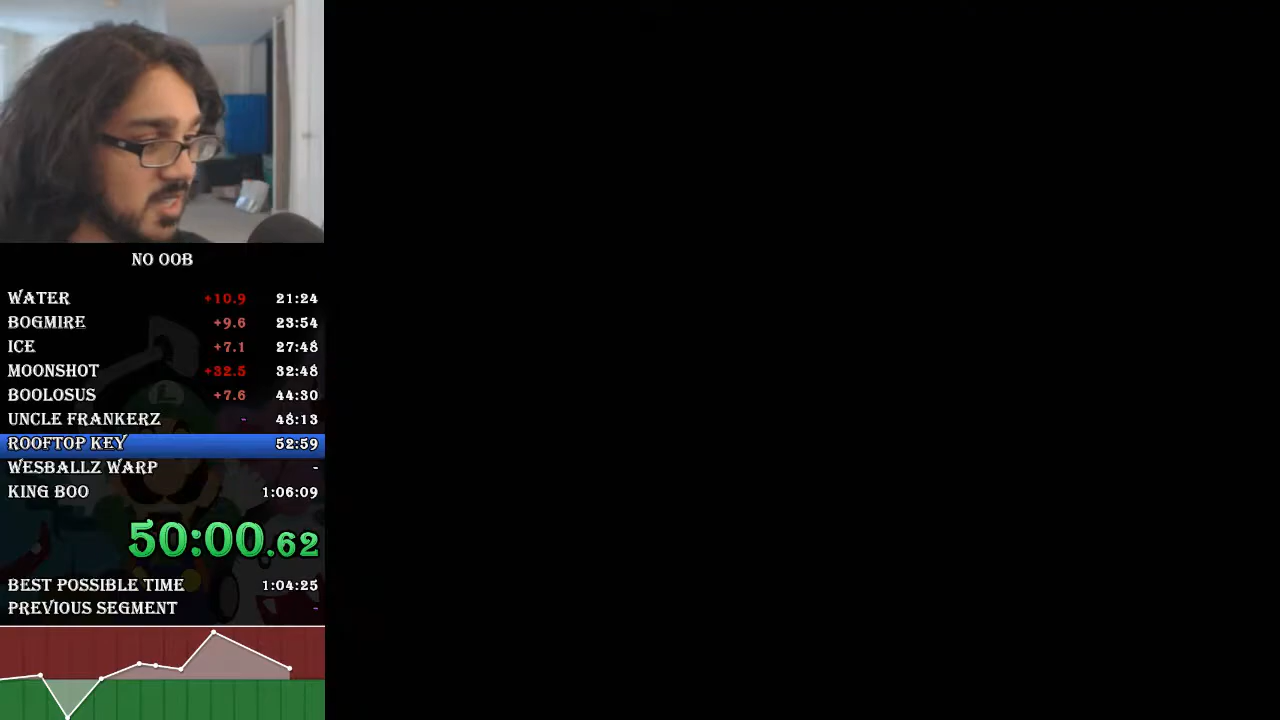 NO OOB
WATER +10.9 21:24
BOGMIRE +9.6 23:54
ICE +7.1 27:48
MOONSHOT +32.5 32:48
BOOLOSUS +7.6 44:30
UNCLE FRANKERZ - 48:13
ROOFTOP KEY 52:59
WESBALLZ WARP -
KING BOO 1:06:09
50:00.62
BEST POSSIBLE TIME 1:04:25
PREVIOUS SEGMENT -